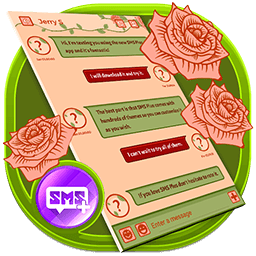 Jerry
Hi, I'm texting you using the new SMS Plus
app and it's fantastic!
I will download it and try it.
The best part is that SMS Plus comes with
hundreds of themes so you can customize it
as you wish.
I can't wait to try all of them.
If you love SMS Plus don't hesitate to rate it.
Enter a message
SMS